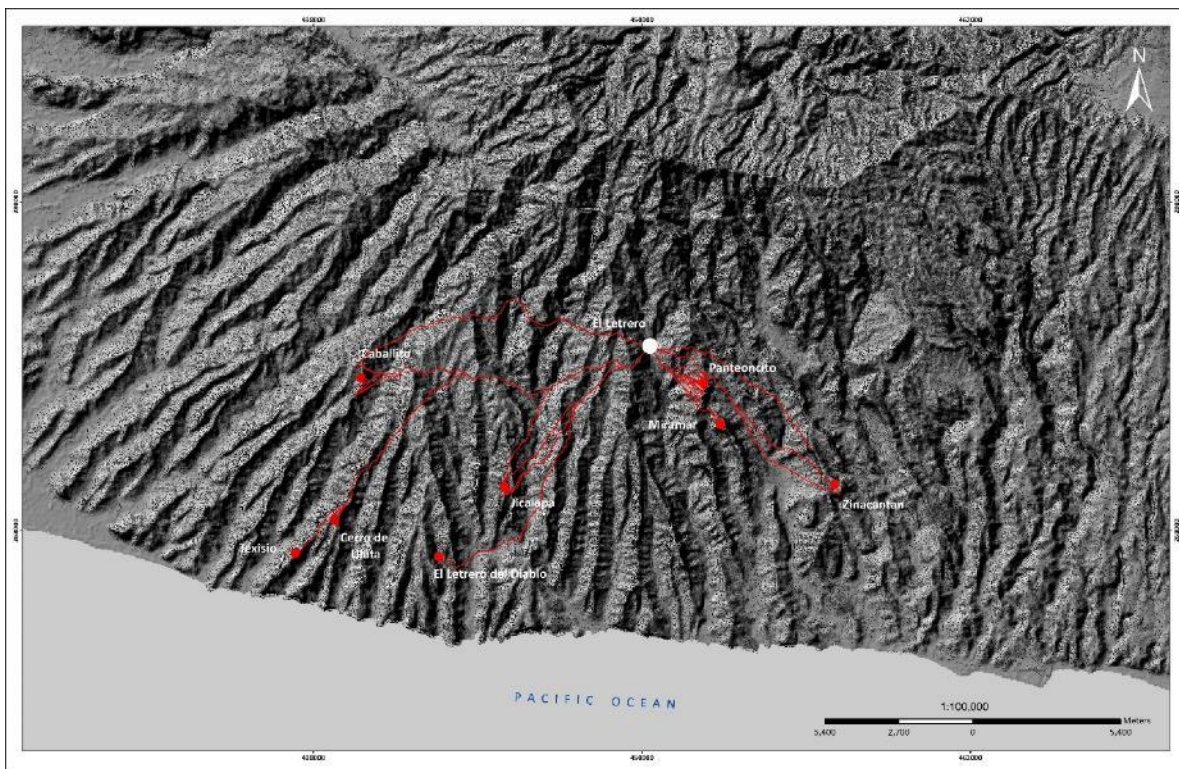 N
El Letrero
Caballito
Panteoncito
Miramar
Jicalapa
Zinacantan
Texisio
Cerro de
Ulata
El Letrero del Diablo
PACIFIC OCEAN
1:100,000
Meters
5,400 2,700 0 5,400